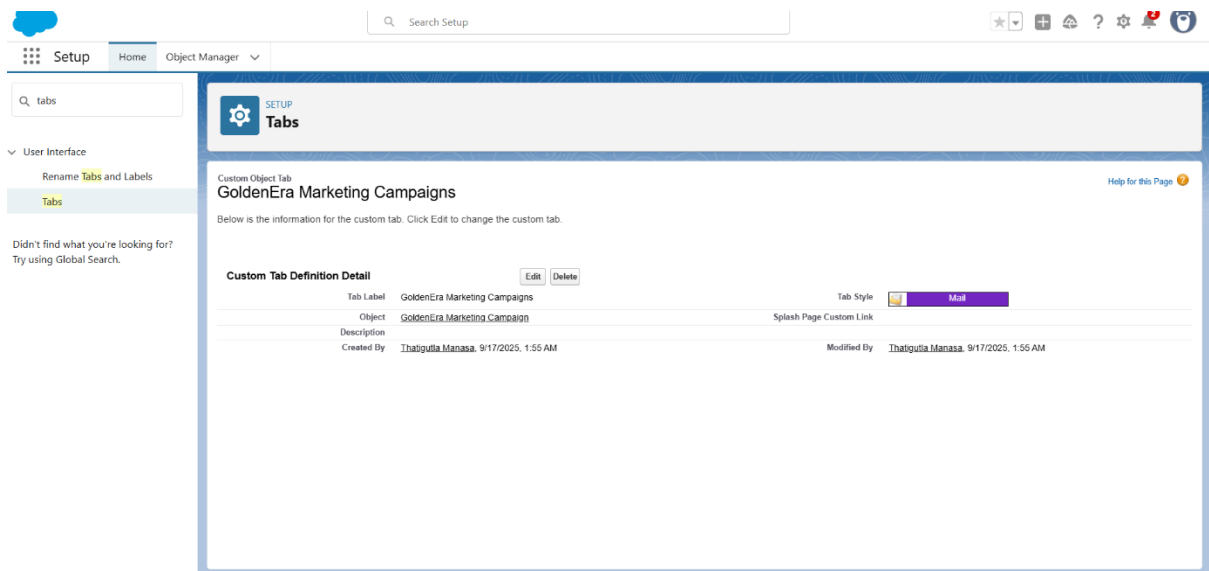 Search Setup
2
Setup Home Object Manager
tabs
SETUP
Tabs
User Interface
Rename Tabs and Labels
Tabs
Didn't find what you're looking for?
Try using Global Search.
Custom Object Tab
GoldenEra Marketing Campaigns
Help for this Page ?
Below is the information for the custom tab. Click Edit to change the custom tab.
Custom Tab Definition Detail Edit Delete
Tab Label GoldenEra Marketing Campaigns Tab Style Mail
Object GoldenEra Marketing Campaign Splash Page Custom Link
Description
Created By Thatigutla Manasa, 9/17/2025, 1:55 AM Modified By Thatigutla Manasa, 9/17/2025, 1:55 AM